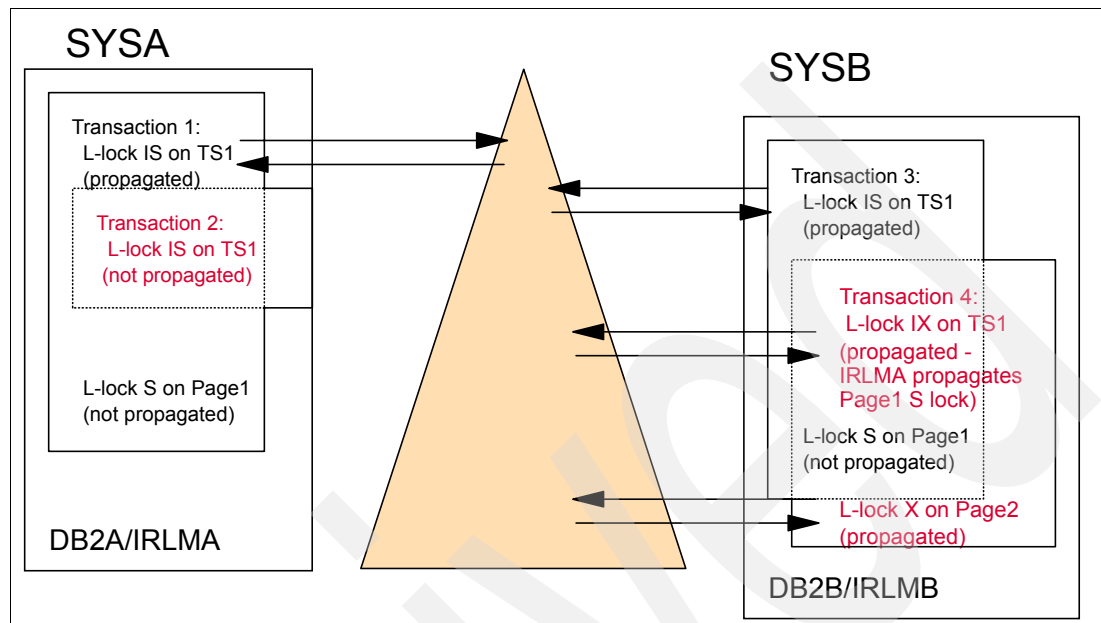 SYSA
Transaction 1:
L-lock IS on TS1
(propagated)
Transaction 2:
L-lock IS on TS1
(not propagated)
L-lock S on Page1
(not propagated)
DB2A/IRLMA
SYSB
Transaction 3:
L-lock IS on TS1
(propagated)
Transaction 4:
L-lock IX on TS1
(propagated -
IRLMA propagates
Page1 S lock)
L-lock S on Page1
(not propagated)
L-lock X on Page2
(propagated)
DB2B/IRLMB